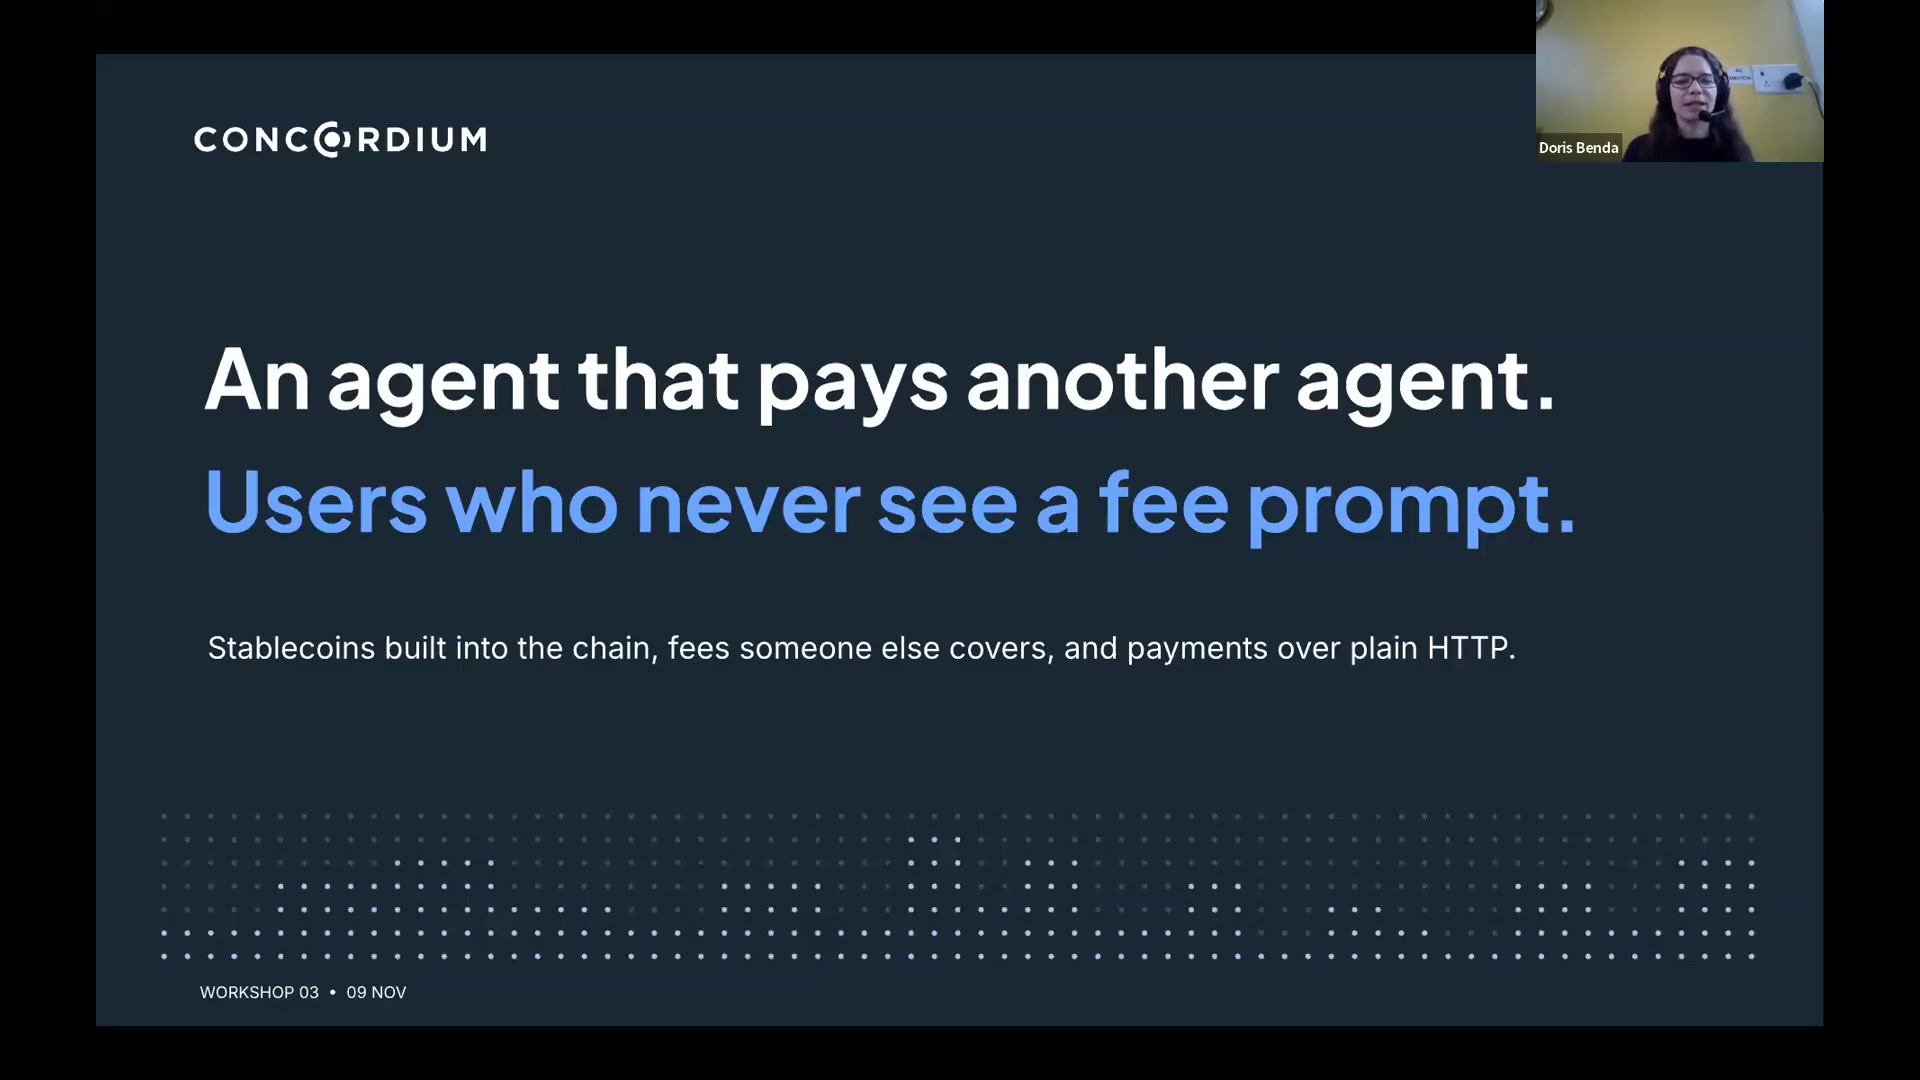 CONCORDIUM
Doris Benda
An agent that pays another agent.
Users who never see a fee prompt.
Stablecoins built into the chain, fees someone else covers, and payments over plain HTTP.
WORKSHOP 03 • 09 NOV